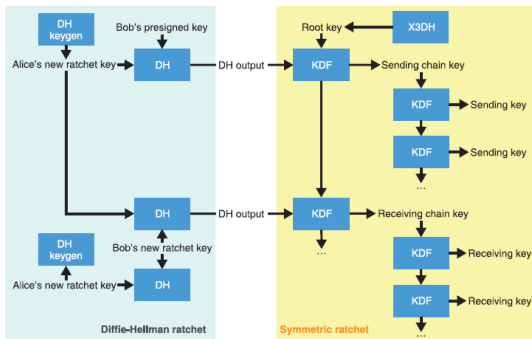 DH
keygen
Bob's presigned key
Root key
X3DH
Alice's new ratchet key
DH
DH output
KDF
Sending chain key
KDF
Sending key
KDF
Sending key
...
DH
DH output
KDF
Receiving chain key
...
DH
keygen
Bob's new ratchet key
KDF
Receiving key
Alice's new ratchet key
DH
KDF
Receiving key
...
Diffie-Hellman ratchet
Symmetric ratchet